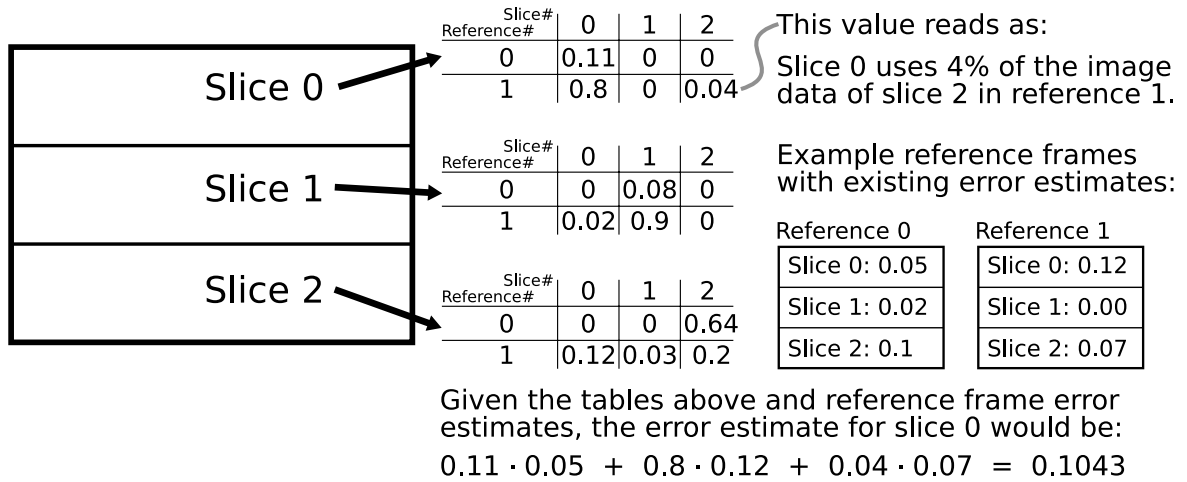 Slice 0
Slice 1
Slice 2
Slice#
Reference# 0 1 2
0 0.11 0 0
1 0.8 0 0.04
Slice#
Reference# 0 1 2
0 0 0.08 0
1 0.02 0.9 0
Slice#
Reference# 0 1 2
0 0 0 0.64
1 0.12 0.03 0.2
This value reads as:
Slice 0 uses 4% of the image
data of slice 2 in reference 1.
Example reference frames
with existing error estimates:
Reference 0
Slice 0: 0.05
Slice 1: 0.02
Slice 2: 0.1
Reference 1
Slice 0: 0.12
Slice 1: 0.00
Slice 2: 0.07
Given the tables above and reference frame error
estimates, the error estimate for slice 0 would be:
0.11 · 0.05 + 0.8 · 0.12 + 0.04 · 0.07 = 0.1043